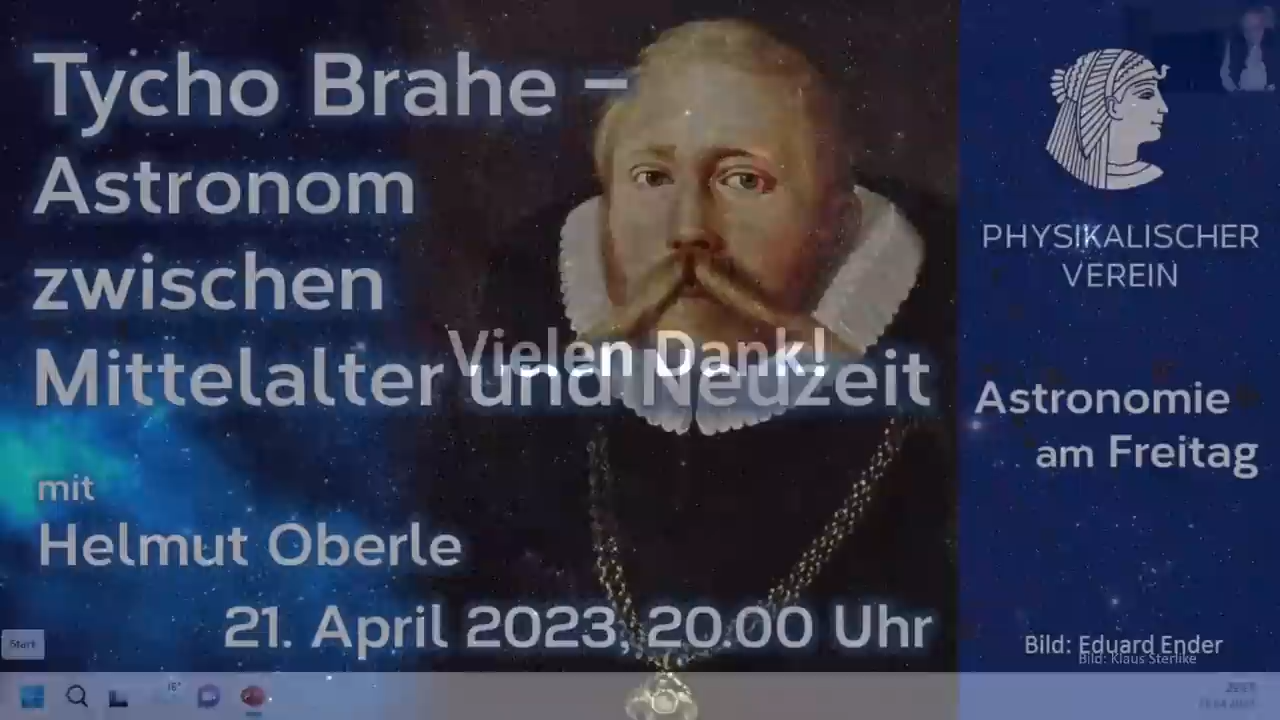 Tycho Brahe –
Astronom
zwischen
Mittelalter und Neuzeit
Vielen Dank!
mit
Helmut Oberle
21. April 2023, 20.00 Uhr
PHYSIKALISCHER
VEREIN
Astronomie
am Freitag
Bild: Eduard Ender
Bild: Klaus Sterlike
Start
16°